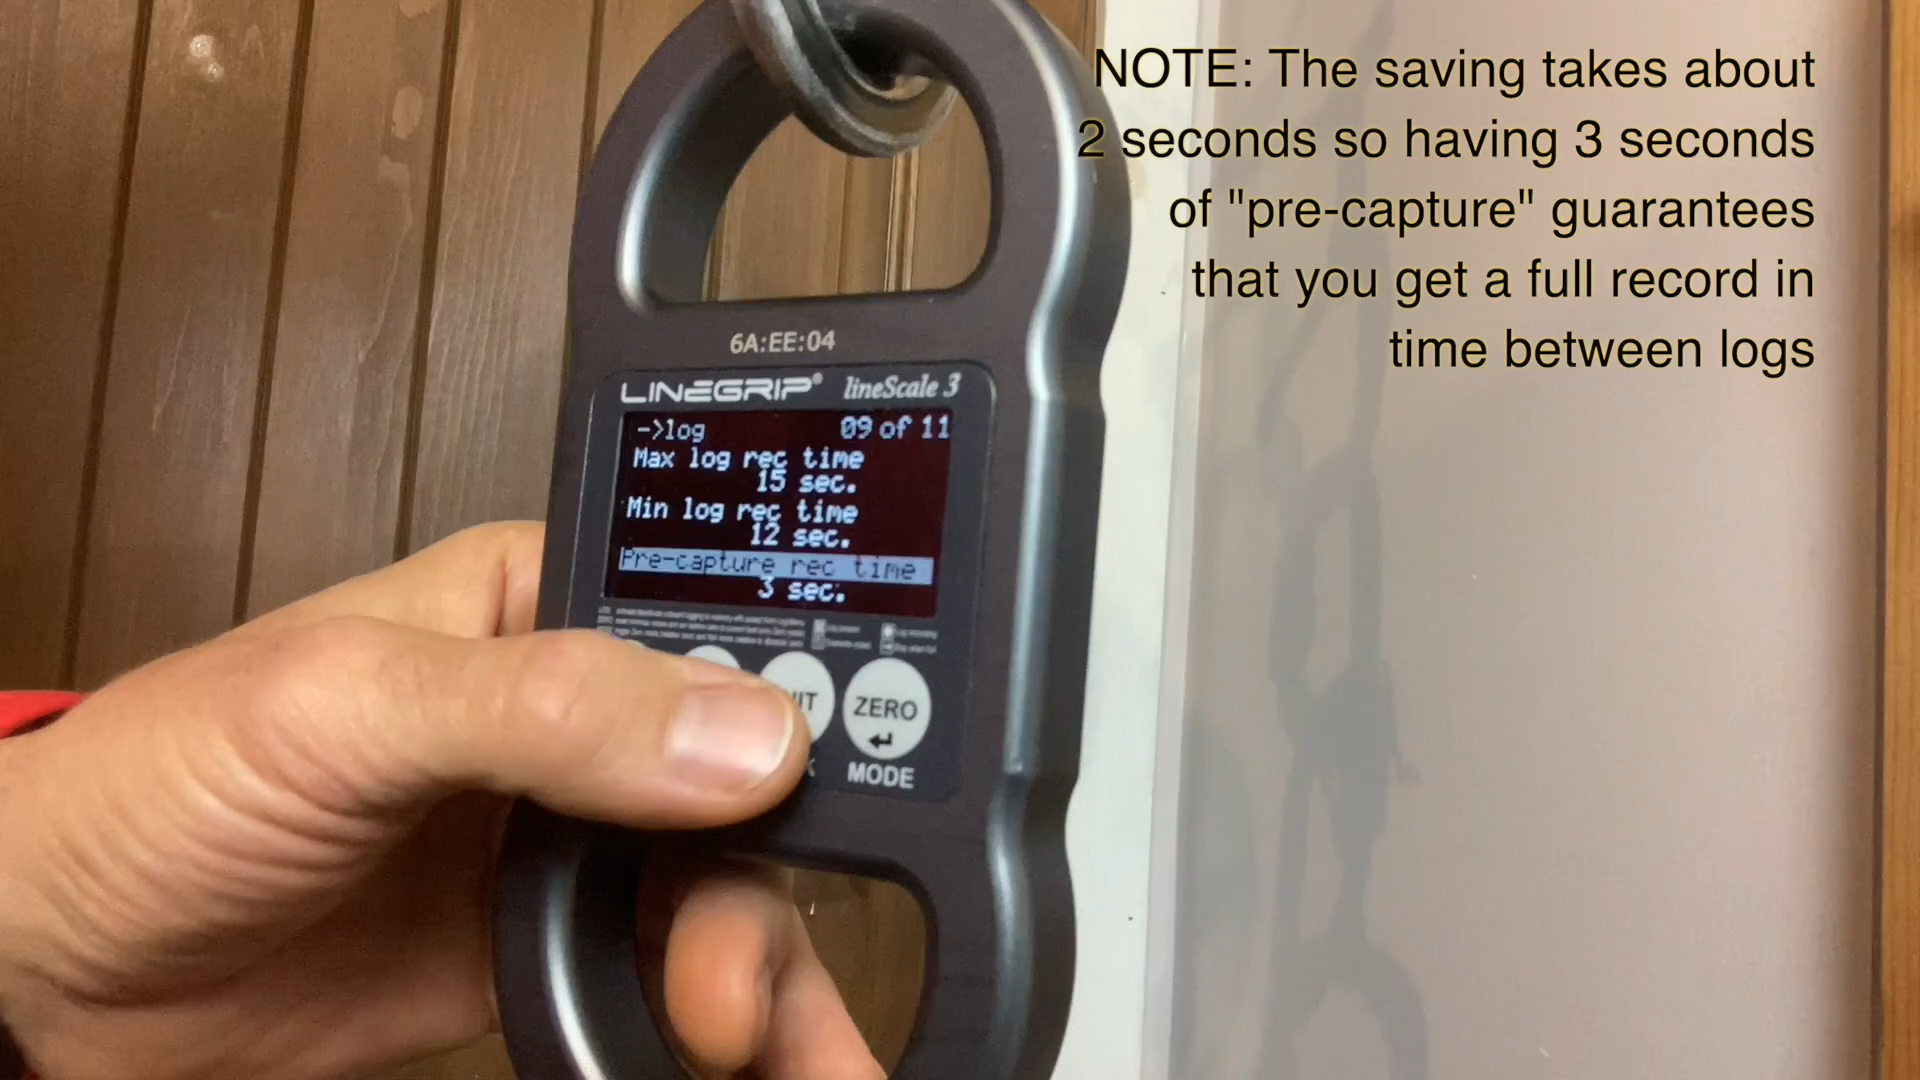 NOTE: The saving takes about
2 seconds so having 3 seconds
of "pre-capture" guarantees
that you get a full record in
time between logs
6A:EE:04
LINEGRIP® lineScale 3
->log 09 of 11
Max log rec time
15 sec.
Min log rec time
12 sec.
Pre-capture rec time
3 sec.
ZERO
MODE